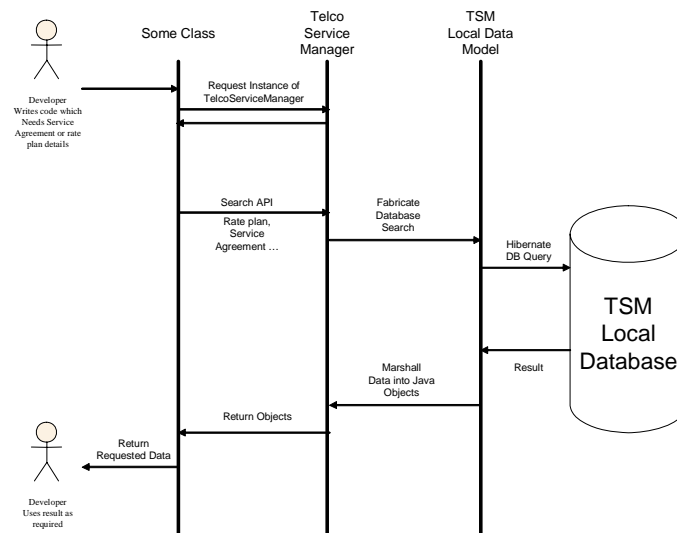 Some Class
Telco
Service
Manager
TSM
Local Data
Model
Developer
Writes code which
Needs Service
Agreement or rate
plan details
Request Instance of
TelcoServiceManager
Search API
Rate plan,
Service
Agreement …
Fabricate
Database
Search
Hibernate
DB Query
TSM
Local
Database
Result
Marshall
Data into Java
Objects
Return Objects
Return
Requested Data
Developer
Uses result as
required